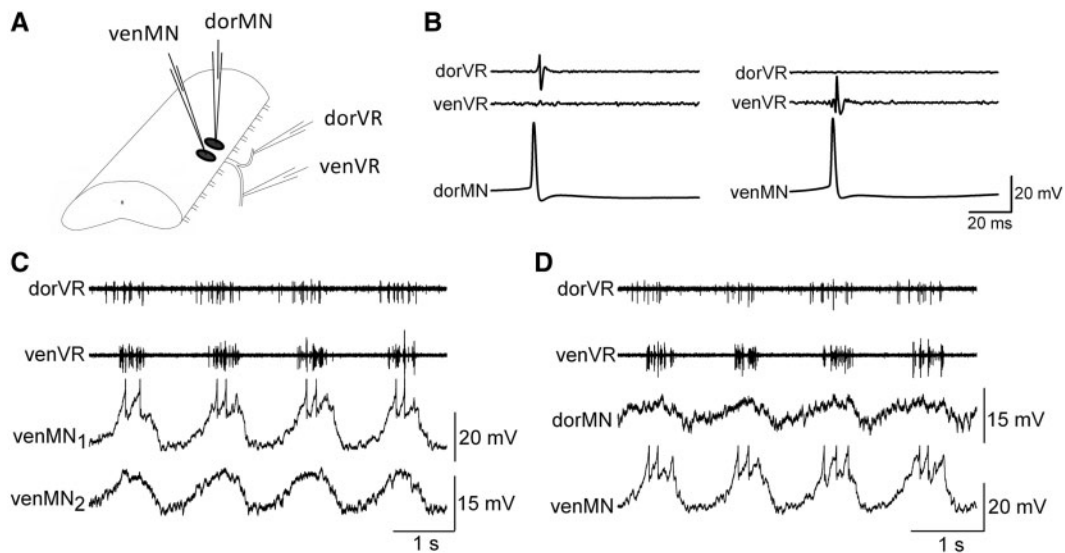 A
venMN
dorMN
dorVR
venVR
B
dorVR
venVR
dorMN
dorVR
venVR
venMN
20 mV
20 ms
C
dorVR
venVR
venMN1
20 mV
venMN2
15 mV
1 s
D
dorVR
venVR
dorMN
15 mV
venMN
20 mV
1 s